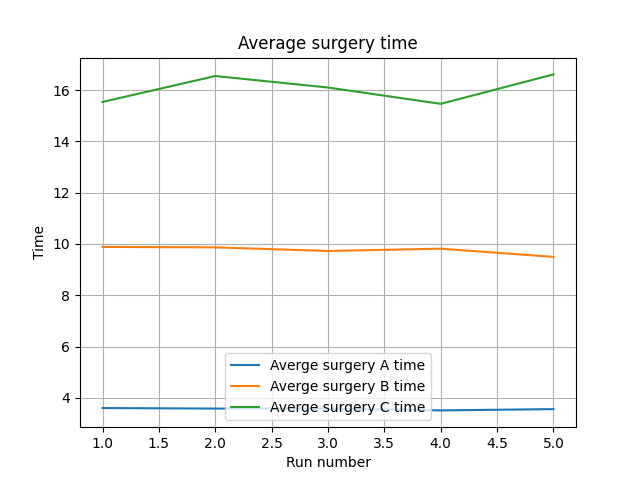 Average surgery time
Time
16
14
12
10
8
6
4
Averge surgery A time
Averge surgery B time
Averge surgery C time
1.0 1.5 2.0 2.5 3.0 3.5 4.0 4.5 5.0
Run number